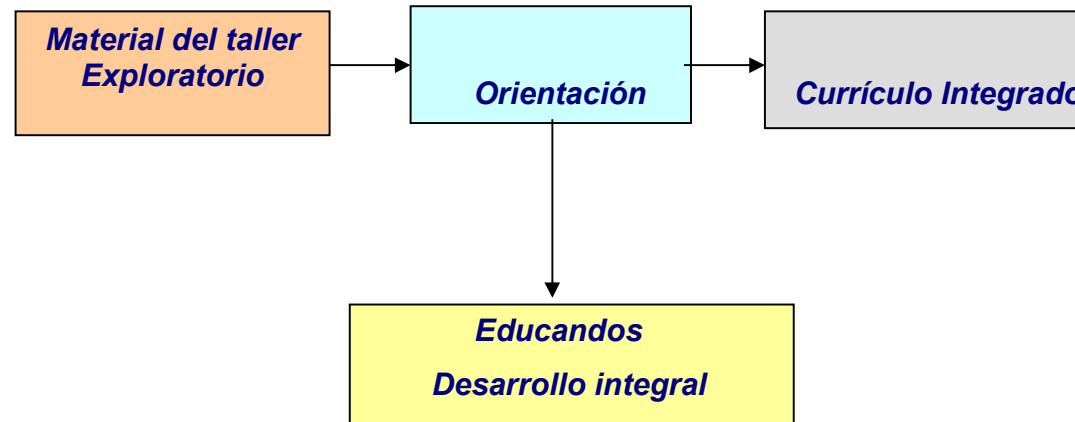 Material del taller
Exploratorio
Orientación
Currículo Integrado
Educandos
Desarrollo integral